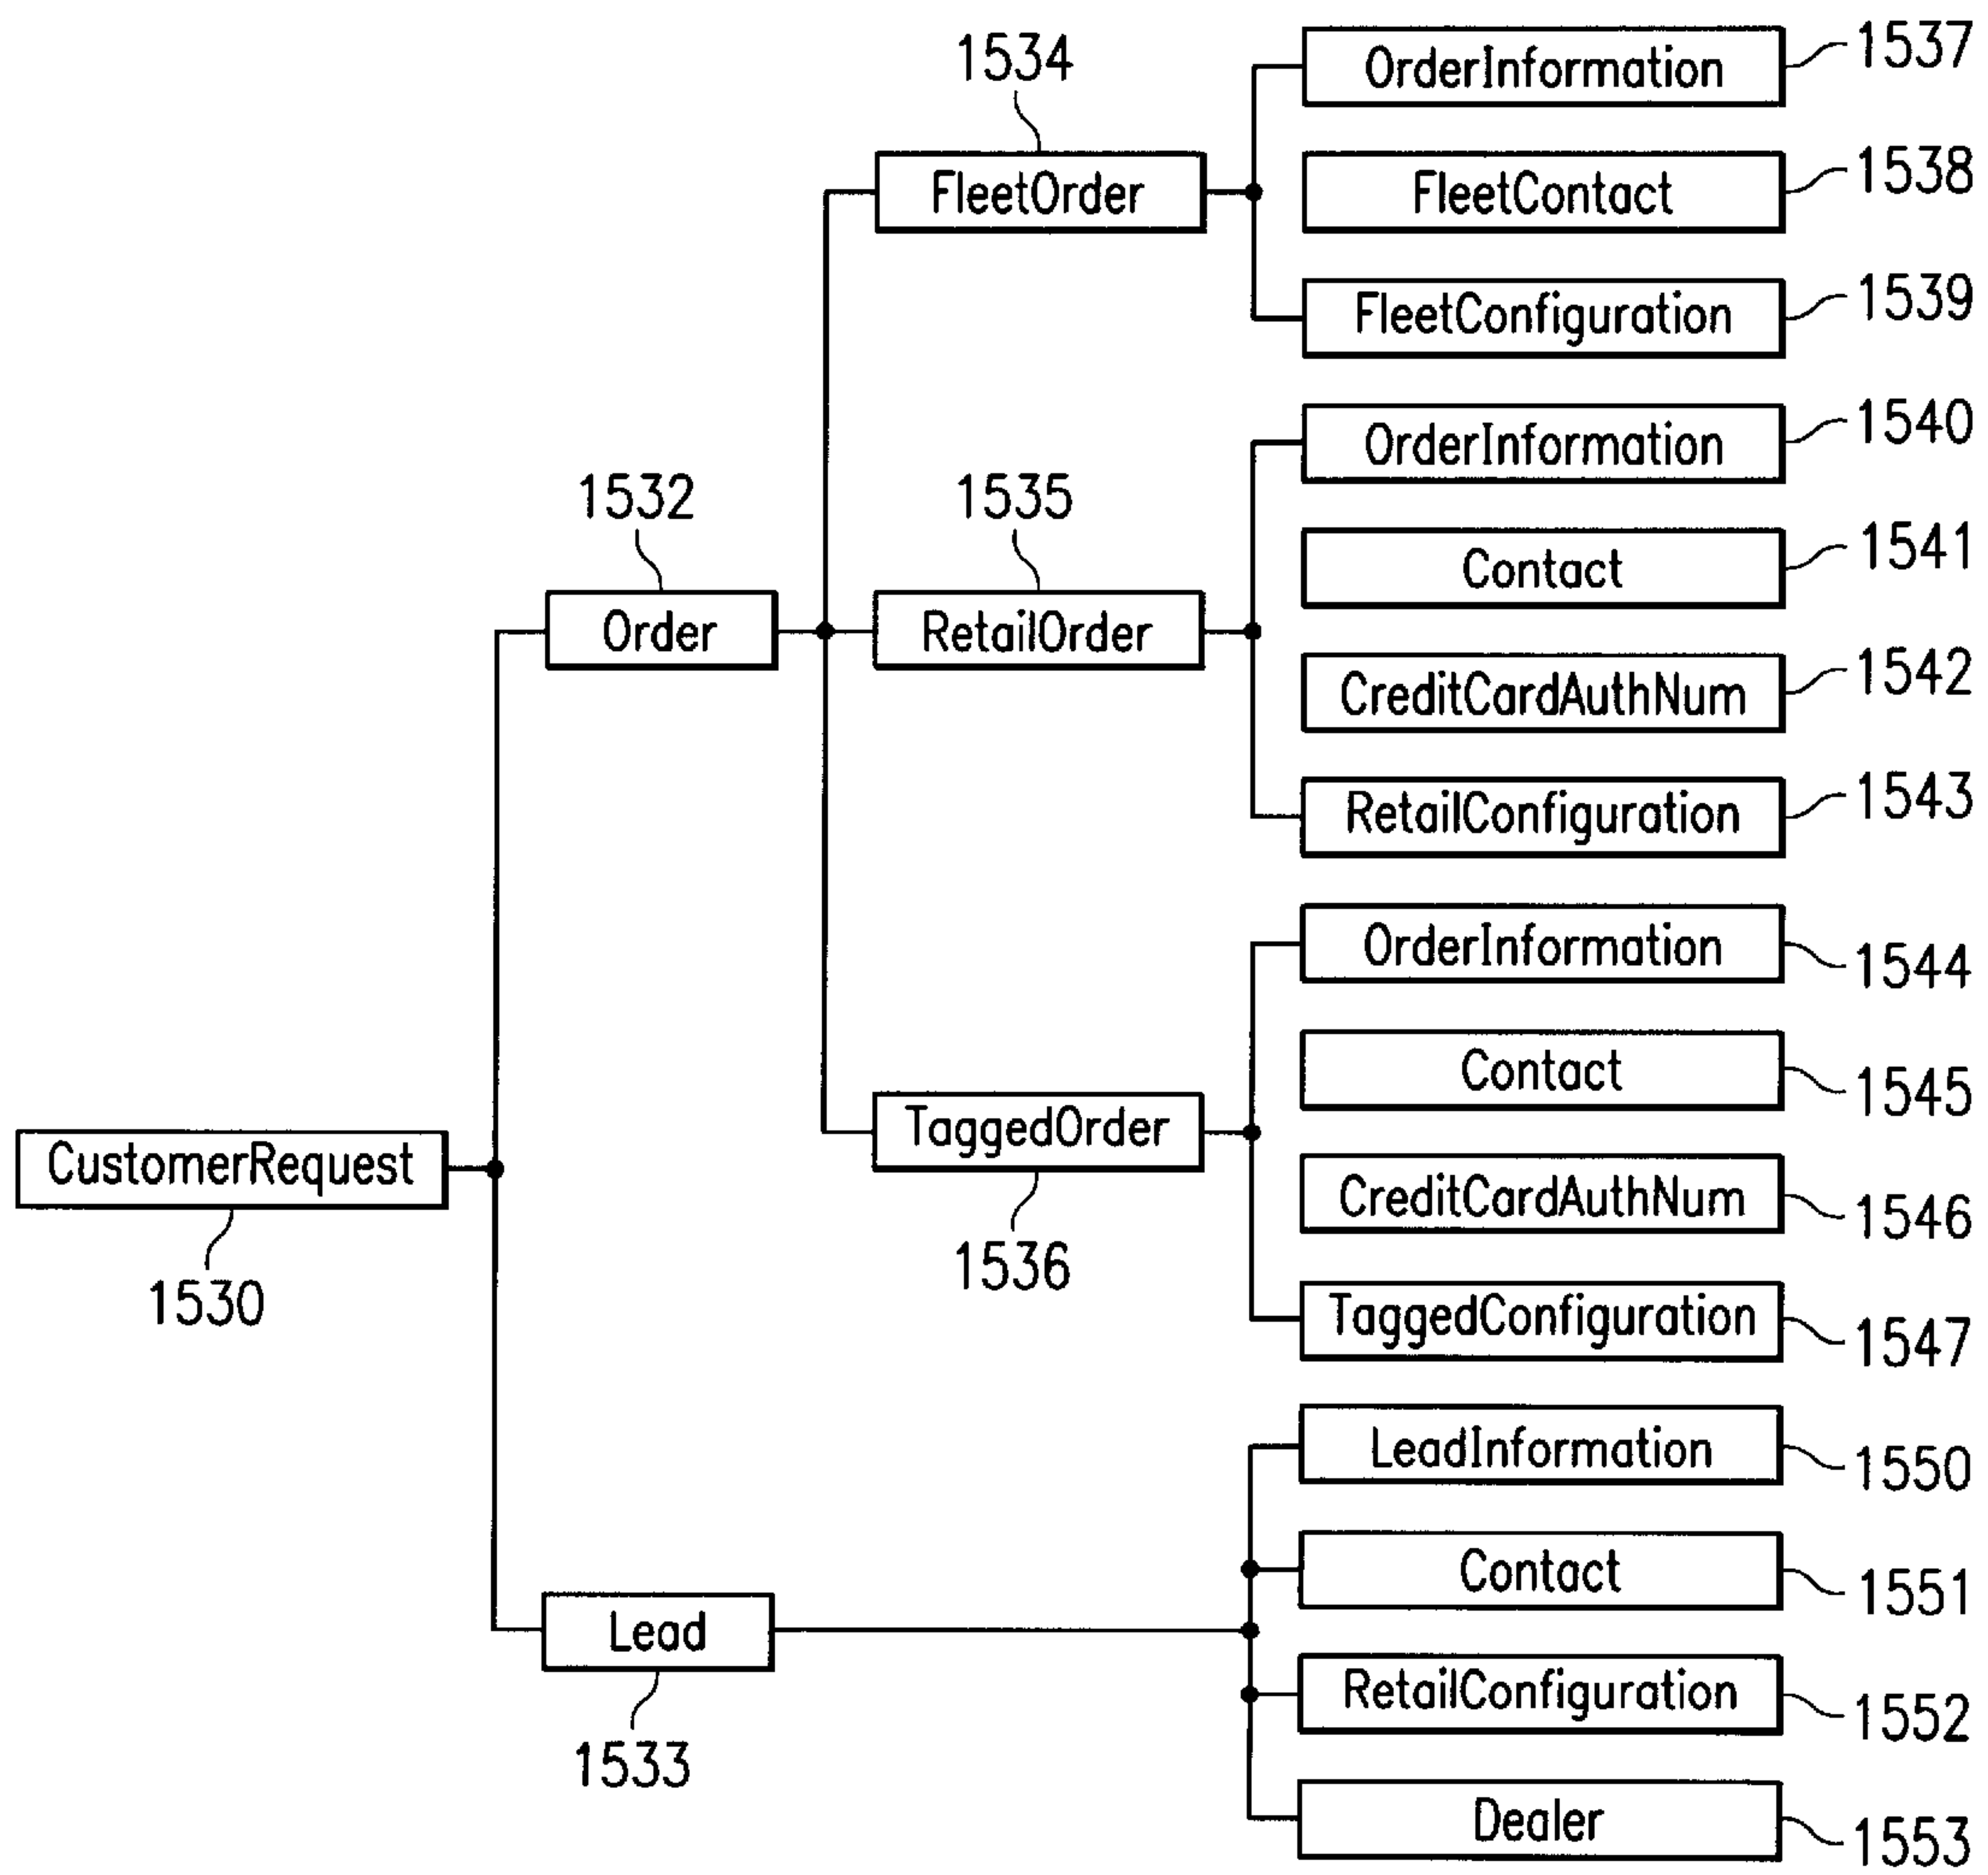 1534
OrderInformation 1537
FleetOrder
FleetContact 1538
FleetConfiguration 1539
1532
1535
OrderInformation 1540
Contact 1541
Order
RetailOrder
CreditCardAuthNum 1542
RetailConfiguration 1543
OrderInformation 1544
Contact 1545
CustomerRequest
1530
TaggedOrder
1536
CreditCardAuthNum 1546
TaggedConfiguration 1547
LeadInformation 1550
Contact 1551
Lead
1533
RetailConfiguration 1552
Dealer 1553